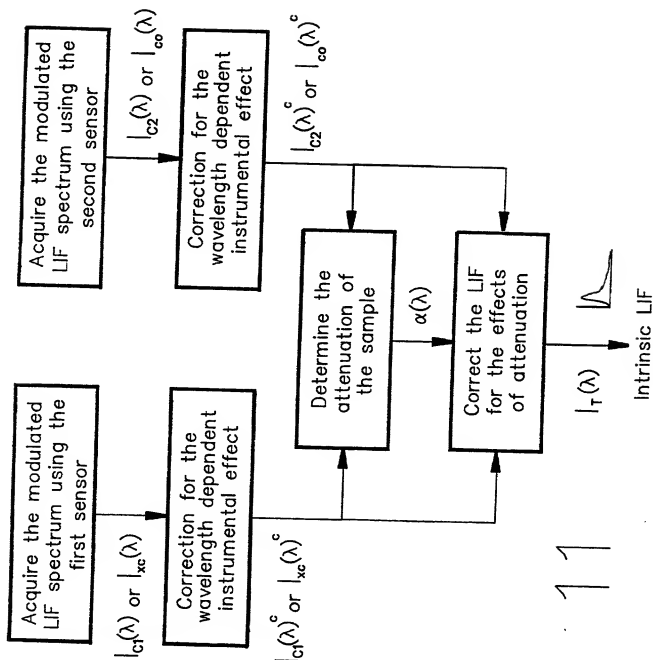 Acquire the modulated
LIF spectrum using the
first sensor
I_C1(λ) or I_xc(λ)
Correction for the
wavelength dependent
instrumental effect
I_C1(λ)^c or I_xc(λ)^c
Acquire the modulated
LIF spectrum using the
second sensor
I_C2(λ) or I_co(λ)
Correction for the
wavelength dependent
instrumental effect
I_C2(λ)^c or I_co(λ)^c
Determine the
attenuation of
the sample
α(λ)
Correct the LIF
for the effects
of attenuation
I_T(λ)
Intrinsic LIF